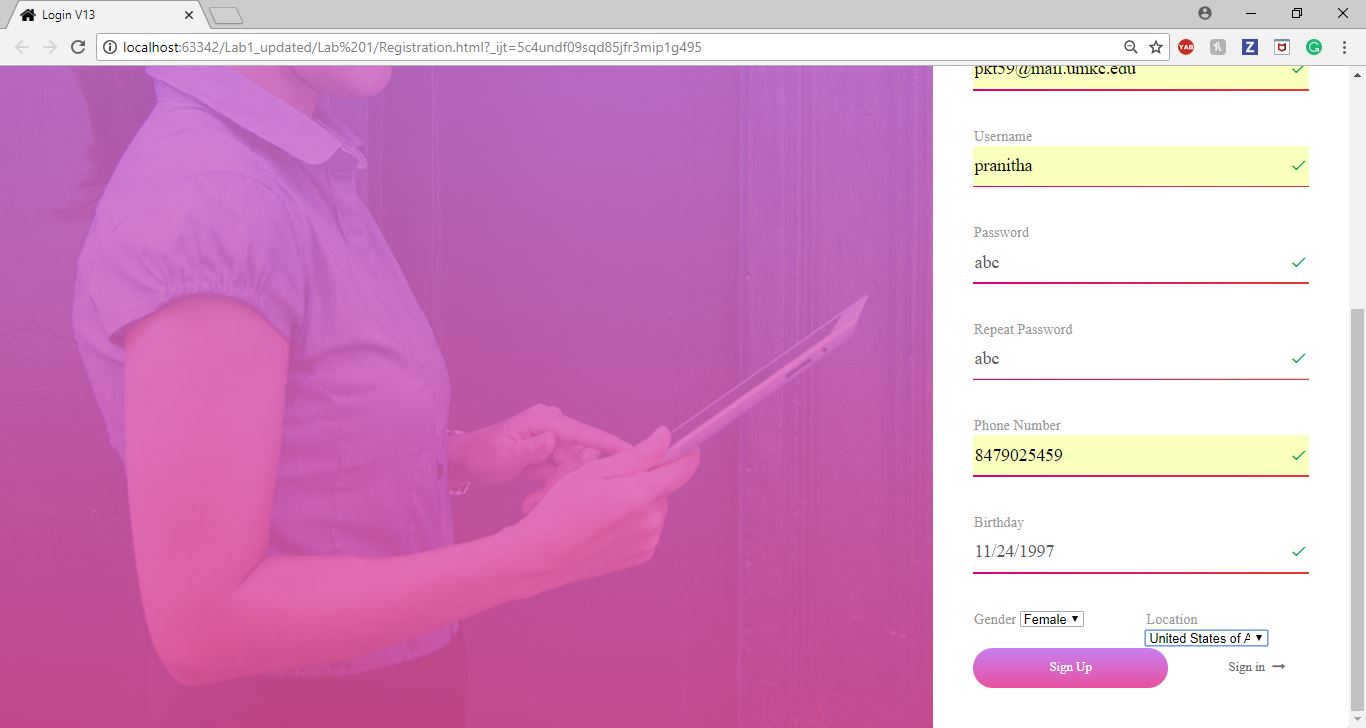 Login V13
localhost:63342/Lab1_updated/Lab%201/Registration.html?_ijt=5c4undf09sqd85jfr3mip1g495
YAB
Z
G
pkt59@mail.umkc.edu
Username
pranitha
Password
abc
Repeat Password
abc
Phone Number
8479025459
Birthday
11/24/1997
Gender Female Location
United States of A
Sign Up Sign in →